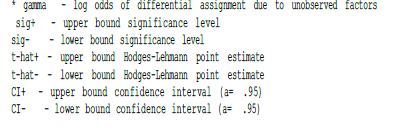 * gamma - log odds of differential assignment due to unobserved factors
sig+ - upper bound significance level
sig- - lower bound significance level
t-hat+ - upper bound Hodges-Lehmann point estimate
t-hat- - lower bound Hodges-Lehmann point estimate
CI+ - upper bound confidence interval (a= .95)
CI- - lower bound confidence interval (a= .95)